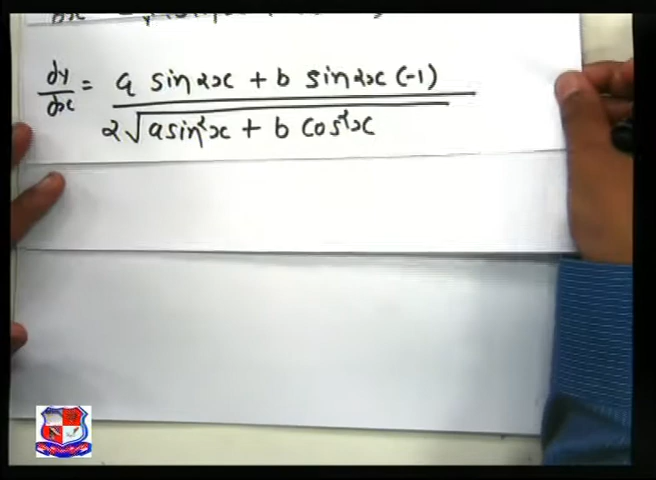 dy/dx = a sin2x + b sin2x (-1) / 2√(a sin²x + b cos²x)